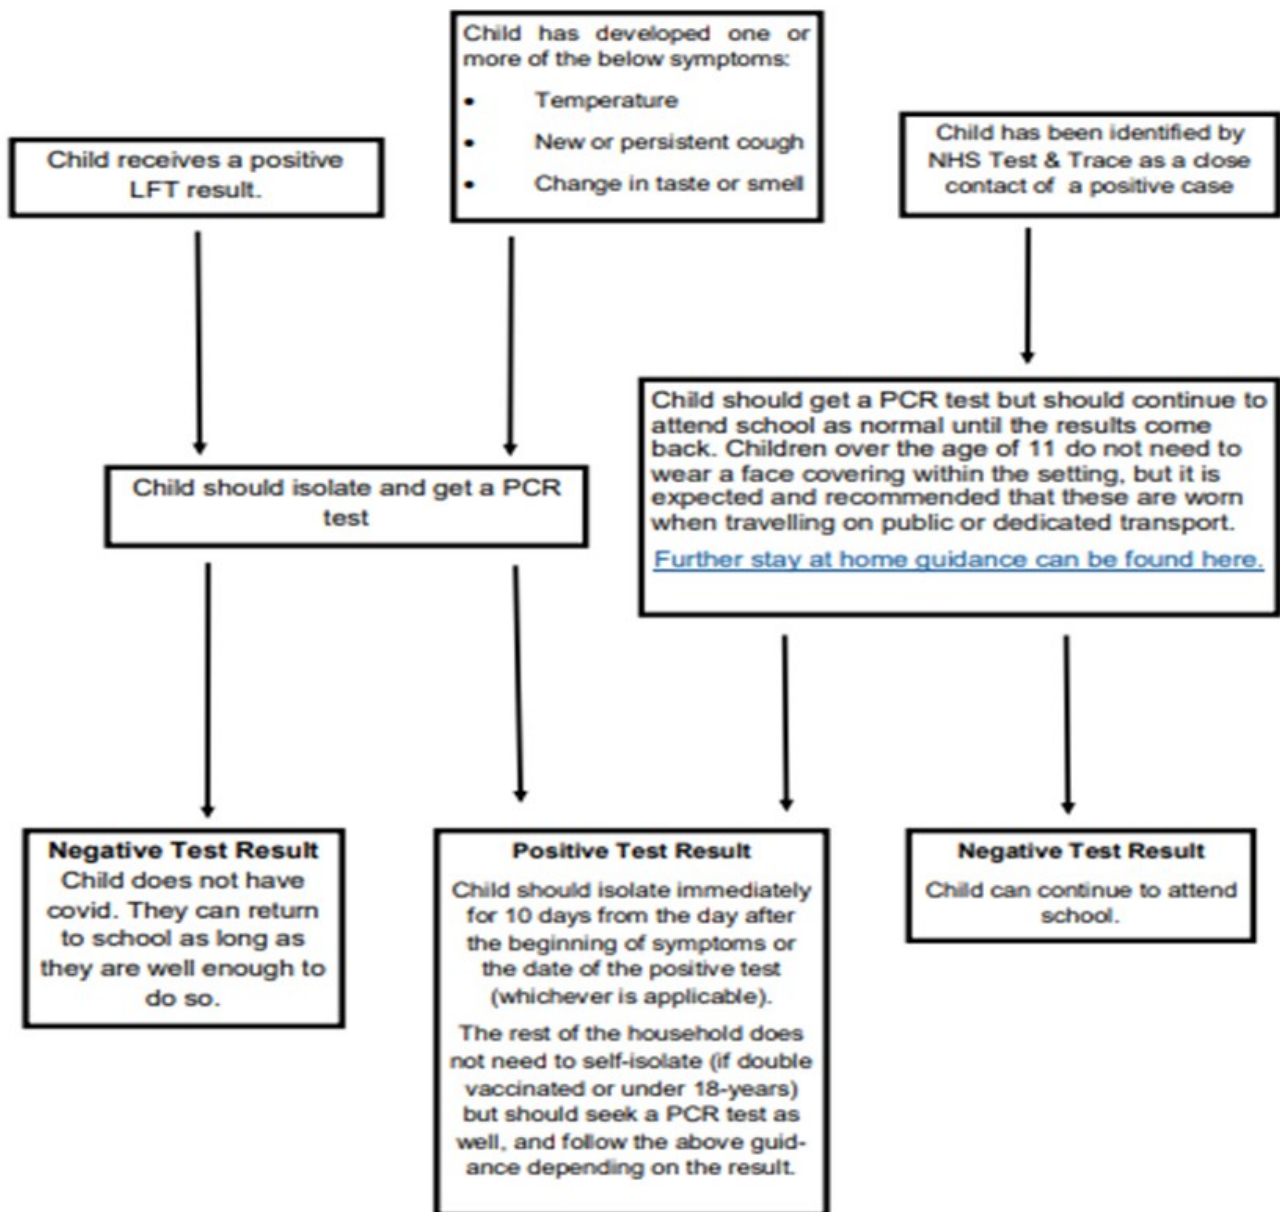 Child receives a positive
LFT result.
Child has developed one or
more of the below symptoms:
• Temperature
• New or persistent cough
• Change in taste or smell
Child has been identified by
NHS Test & Trace as a close
contact of a positive case
Child should isolate and get a PCR
test
Child should get a PCR test but should continue to
attend school as normal until the results come
back. Children over the age of 11 do not need to
wear a face covering within the setting, but it is
expected and recommended that these are worn
when travelling on public or dedicated transport.
Further stay at home guidance can be found here.
Negative Test Result
Child does not have
covid. They can return
to school as long as
they are well enough to
do so.
Positive Test Result
Child should isolate immediately
for 10 days from the day after
the beginning of symptoms or
the date of the positive test
(whichever is applicable).
The rest of the household does
not need to self-isolate (if double
vaccinated or under 18-years)
but should seek a PCR test as
well, and follow the above guid-
ance depending on the result.
Negative Test Result
Child can continue to attend
school.